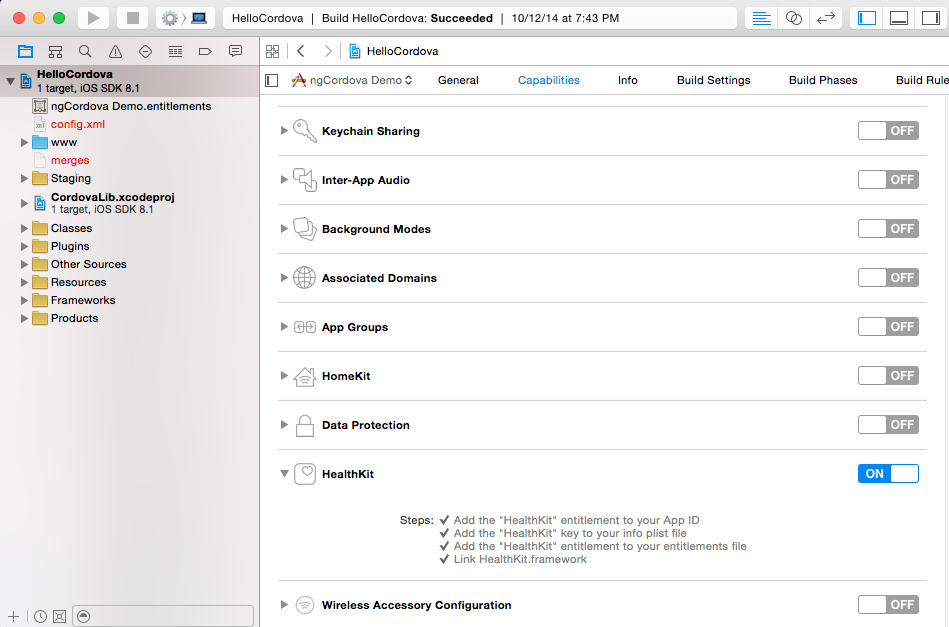 HelloCordova | Build HelloCordova: Succeeded | 10/12/14 at 7:43 PM
HelloCordova
HelloCordova
1 target, iOS SDK 8.1
ngCordova Demo.entitlements
config.xml
www
merges
Staging
CordovaLib.xcodeproj
1 target, iOS SDK 8.1
Classes
Plugins
Other Sources
Resources
Frameworks
Products
ngCordova Demo General Capabilities Info Build Settings Build Phases Build Rule
Keychain Sharing OFF
Inter-App Audio OFF
Background Modes OFF
Associated Domains OFF
App Groups OFF
HomeKit OFF
Data Protection OFF
HealthKit ON
Steps: ✔ Add the "HealthKit" entitlement to your App ID
✔ Add the "HealthKit" key to your info plist file
✔ Add the "HealthKit" entitlement to your entitlements file
✔ Link HealthKit.framework
Wireless Accessory Configuration OFF